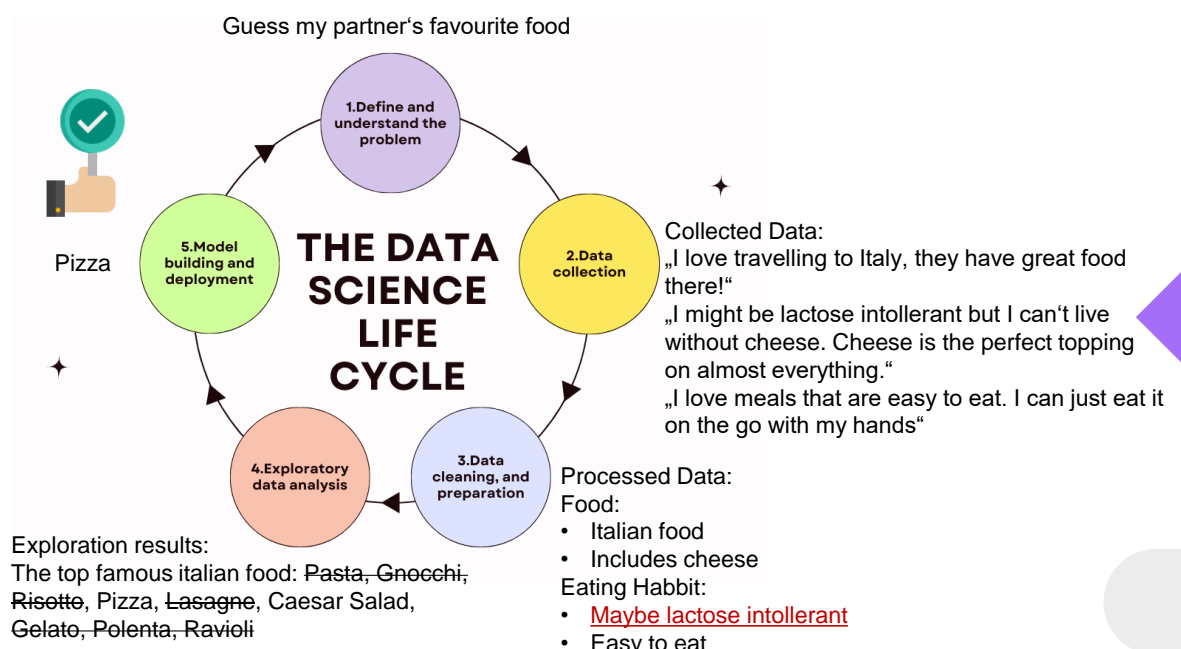 Guess my partner‘s favourite food
1.Define and
understand the
problem
2.Data
collection
3.Data
cleaning, and
preparation
4.Exploratory
data analysis
5.Model
building and
deployment
THE DATA
SCIENCE
LIFE
CYCLE
Pizza
Collected Data:
„I love travelling to Italy, they have great food
there!“
„I might be lactose intollerant but I can‘t live
without cheese. Cheese is the perfect topping
on almost everything.“
„I love meals that are easy to eat. I can just eat it
on the go with my hands“
Processed Data:
Food:
• Italian food
• Includes cheese
Eating Habbit:
• Maybe lactose intollerant
• Easy to eat
Exploration results:
The top famous italian food: Pasta, Gnocchi,
Risotto, Pizza, Lasagne, Caesar Salad,
Gelato, Polenta, Ravioli